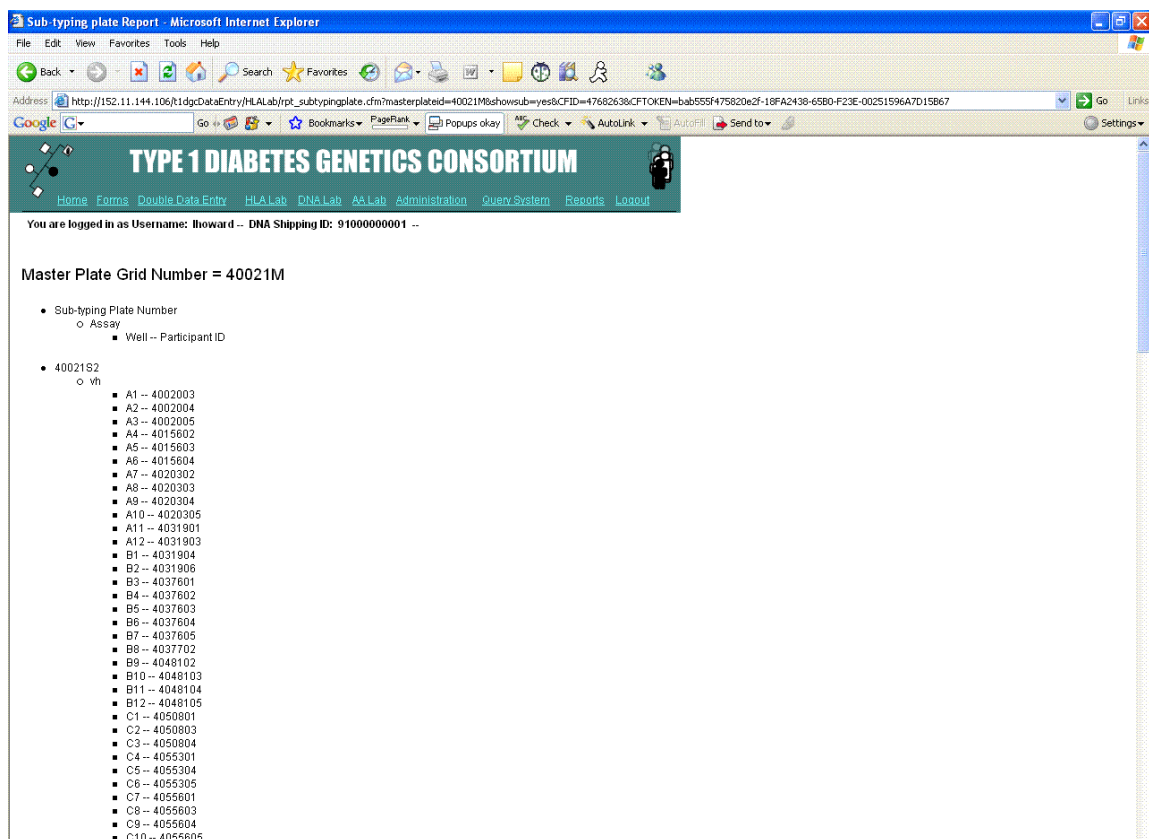 Sub-typing plate Report - Microsoft Internet Explorer
File Edit View Favorites Tools Help
Back Search Favorites
Address http://152.11.144.106/t1dgcDataEntry/HLALab/rpt_subtypingplate.cfm?masterplateid=40021M&showsub=yes&CFID=4768263&CFTOKEN=bab555f475820e2f-18FA2438-65B0-F23E-00251596A7D15B67 Go Links
Google G Go Bookmarks PageRank Popups okay ABC Check AutoLink AutoFill Send to Settings
TYPE 1 DIABETES GENETICS CONSORTIUM
Home Forms Double Data Entry HLA Lab DNA Lab AA Lab Administration Query System Reports Logout
You are logged in as Username: lhoward -- DNA Shipping ID: 91000000001 --
Master Plate Grid Number = 40021M
Sub-typing Plate Number
Assay
Well -- Participant ID
40021S2
vh
A1 -- 4002003
A2 -- 4002004
A3 -- 4002005
A4 -- 4015602
A5 -- 4015603
A6 -- 4015604
A7 -- 4020302
A8 -- 4020303
A9 -- 4020304
A10 -- 4020305
A11 -- 4031901
A12 -- 4031903
B1 -- 4031904
B2 -- 4031906
B3 -- 4037601
B4 -- 4037602
B5 -- 4037603
B6 -- 4037604
B7 -- 4037605
B8 -- 4037702
B9 -- 4048102
B10 -- 4048103
B11 -- 4048104
B12 -- 4048105
C1 -- 4050801
C2 -- 4050803
C3 -- 4050804
C4 -- 4055301
C5 -- 4055304
C6 -- 4055305
C7 -- 4055601
C8 -- 4055603
C9 -- 4055604
C10 -- 4055605